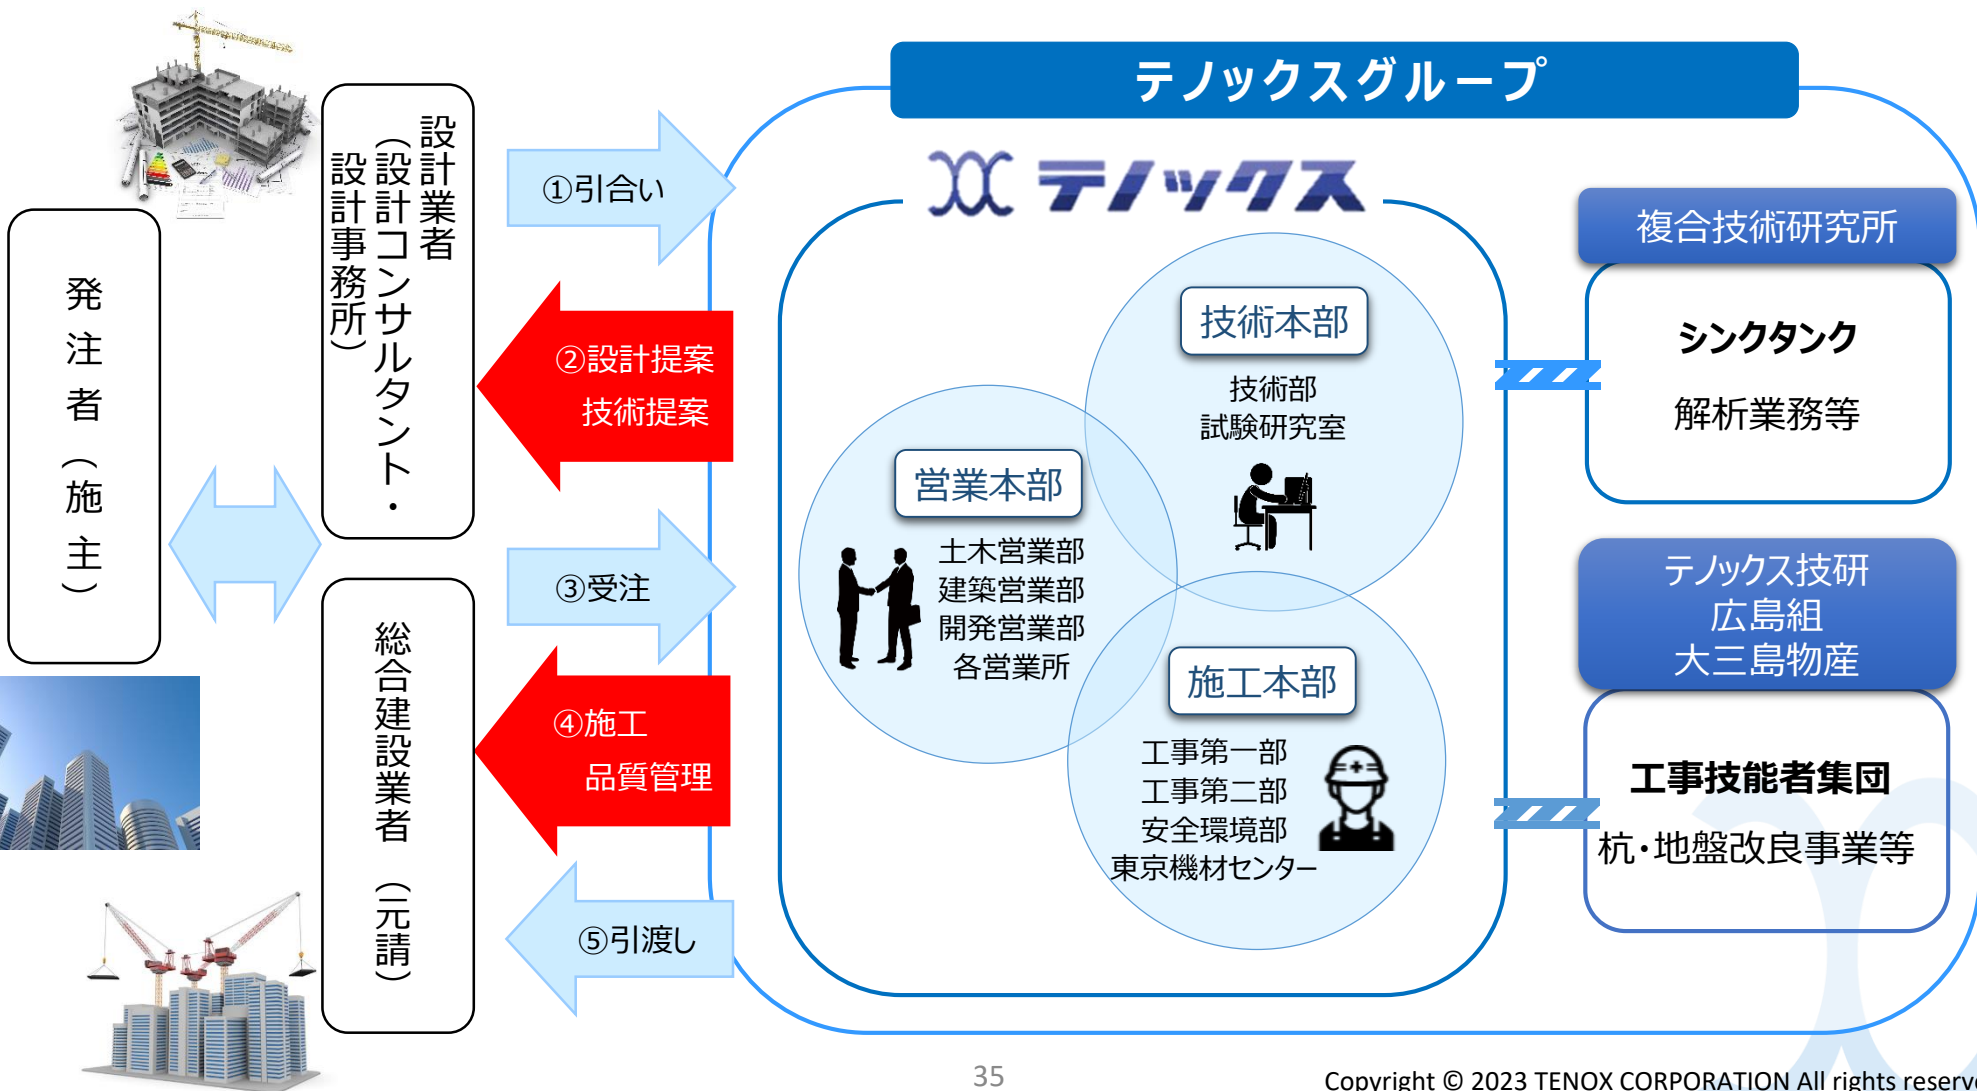 テノックスグループ
テノックス
発注者(施主)
設計業者
(設計コンサルタント・
設計事務所)
総合建設業者 (元請)
①引合い
②設計提案
技術提案
③受注
④施工
品質管理
⑤引渡し
技術本部
技術部
試験研究室
営業本部
土木営業部
建築営業部
開発営業部
各営業所
施工本部
工事第一部
工事第二部
安全環境部
東京機材センター
複合技術研究所
シンクタンク
解析業務等
テノックス技研
広島組
大三島物産
工事技能者集団
杭・地盤改良事業等
35
Copyright © 2023 TENOX CORPORATION All rights reserve